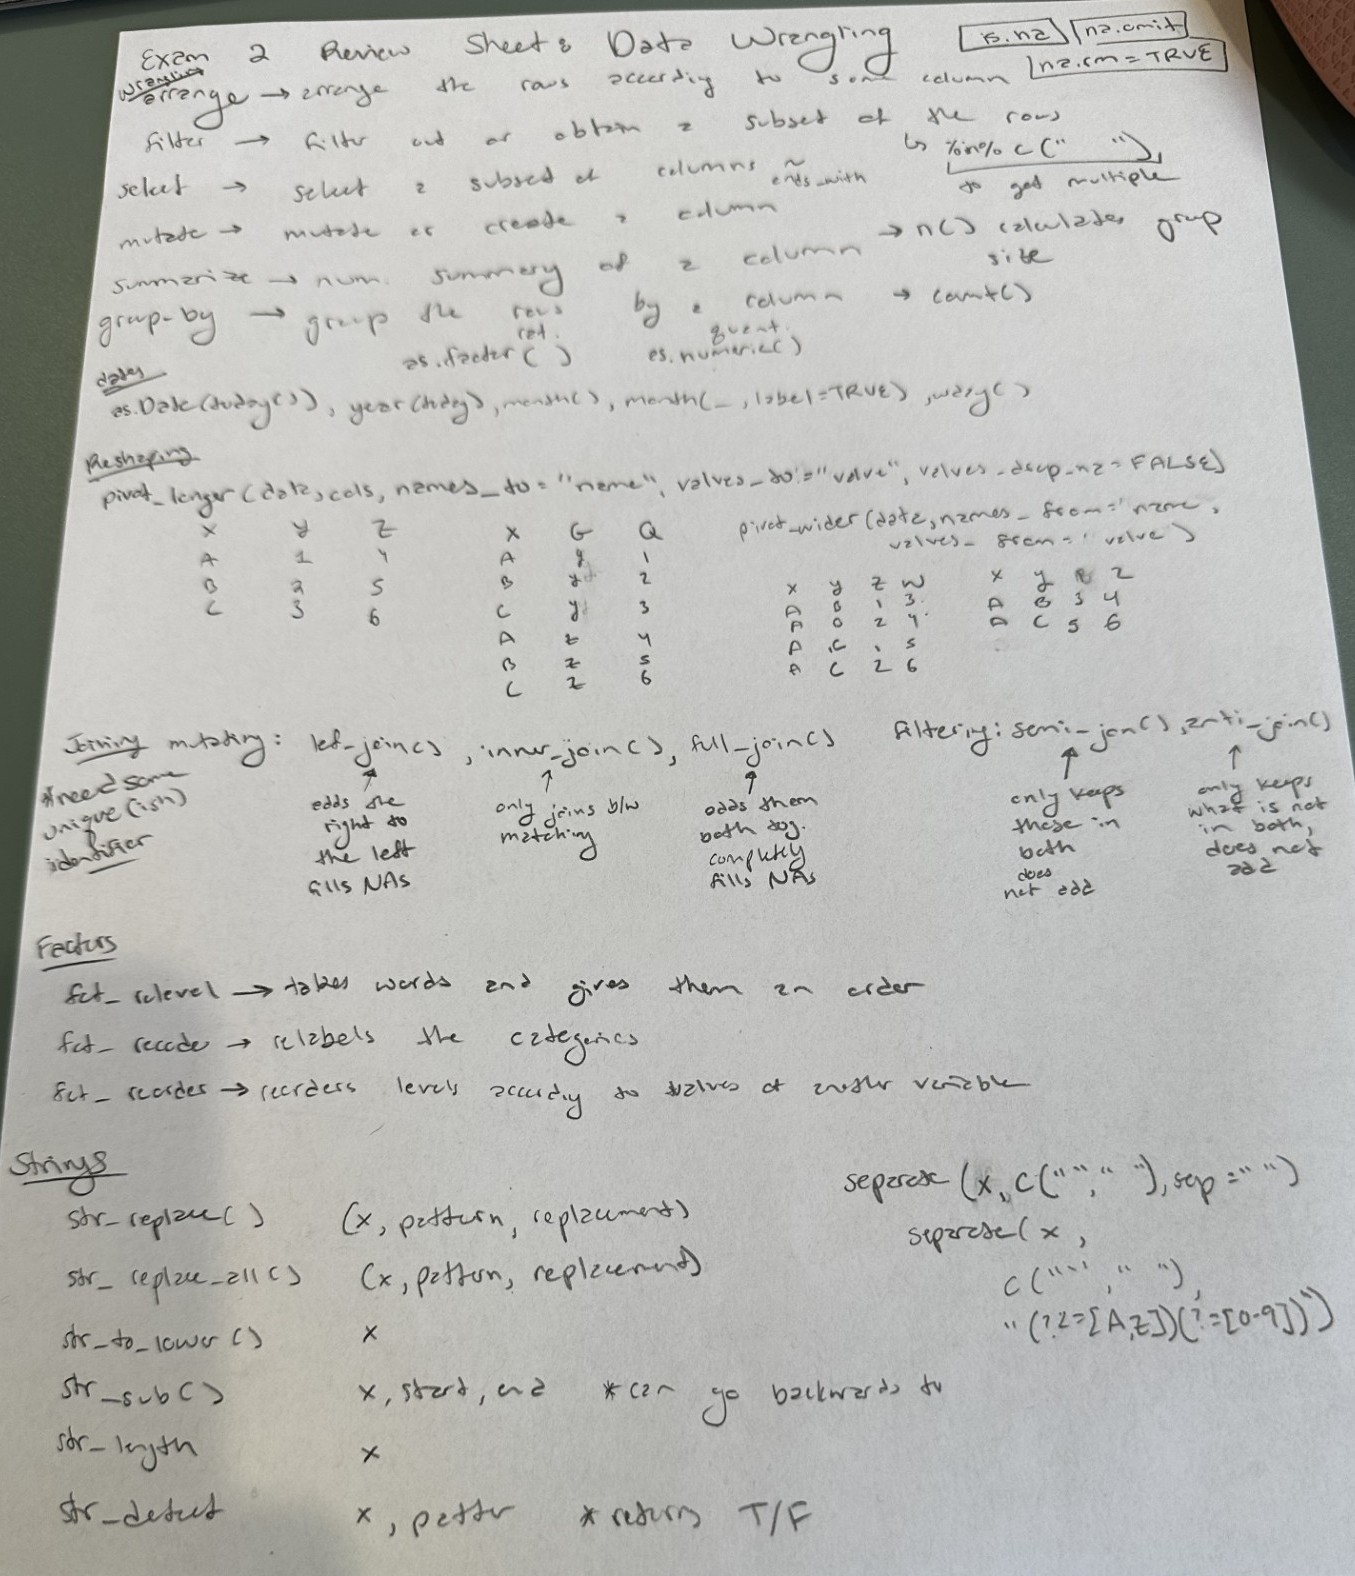 Exam 2 Review Sheet: Data Wrangling
is.na na.omit
na.rm = TRUE
wrangling
arrange → arrange the rows according to some column
filter → filter out or obtain a subset of the rows
↳ %in% c(" "), to get multiple
select → select a subset of columns ~ ends_with
mutate → mutate or create a column
summarize → num. summary of a column → n() calculates group size
group-by → group the rows by a column → count()
cat. quant.
as.factor( ) as.numeric()
dates
as.Date(today()), year(today), month(), month(_, label=TRUE), wday()
Reshaping
pivot_longer(data, cols, names_to = "name", values_to = "value", values_drop_na = FALSE)
pivot_wider(data, names_from = "name,
values_from = "value")
X y Z
A 1 4
B 2 5
C 3 6
X G Q
A y 1
B y 2
C y 3
A z 4
B z 5
C z 6
X y z W
A B 1 3
A B 2 4
A C 1 5
A C 2 6
X y 2
A B 3 4
A C 5 6
Joining mutating: left_join(), inner_join(), full_join() filtering: semi_join(), anti_join()
*need some
unique(ish)
identifier
adds the
right to
the left
fills NAs
only joins b/w
matching
adds them
both tog.
completely
fills NAs
only keeps
those in
both
does
not add
only keeps
what is not
in both,
does not
add
Factors
fct_relevel → takes words and gives them an order
fct_recode → relabels the categories
fct_reorder → reorders levels according to values of another variable
Strings
str_replace() (x, pattern, replacement)
str_replace_all() (x, pattern, replacement)
str_to_lower() x
str_sub() x, start, end *can go backwards to
str_length x
str_detect x, patter *returns T/F
separate (x, c("", " "), sep = " ")
separate( x,
c("", " "),
"(?<=[A,Z])(?=[0-9])")